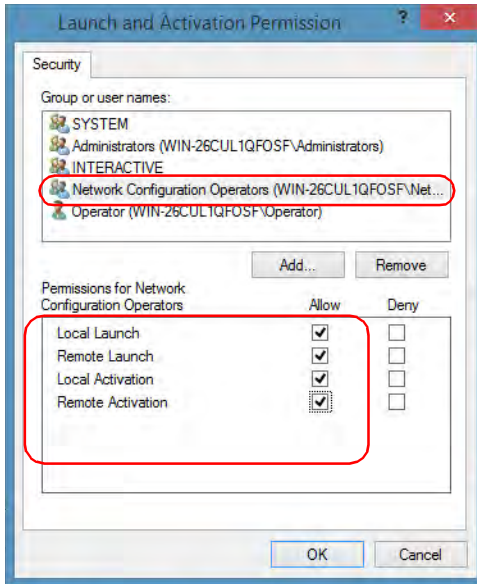 Launch and Activation Permission
Security
Group or user names:
SYSTEM
Administrators (WIN-26CUL1QFOSF\Administrators)
INTERACTIVE
Network Configuration Operators (WIN-26CUL1QFOSF\Net...
Operator (WIN-26CUL1QFOSF\Operator)
Add... Remove
Permissions for Network
Configuration Operators Allow Deny
Local Launch
Remote Launch
Local Activation
Remote Activation
OK Cancel